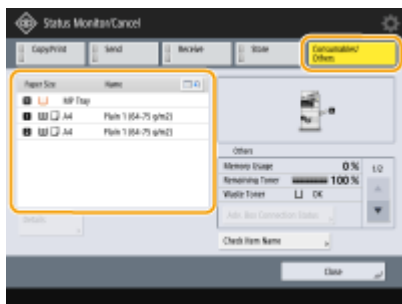 Status Monitor/Cancel
Copy/Print
Send
Receive
Store
Consumables/
Others
Paper Size
Name
MP Tray
A4 Plain 1 (64-75 g/m2)
A4 Plain 1 (64-75 g/m2)
Details
Others
Memory Usage 0%
Remaining Toner 100%
Waste Toner OK
1/2
Check Item Name
Close